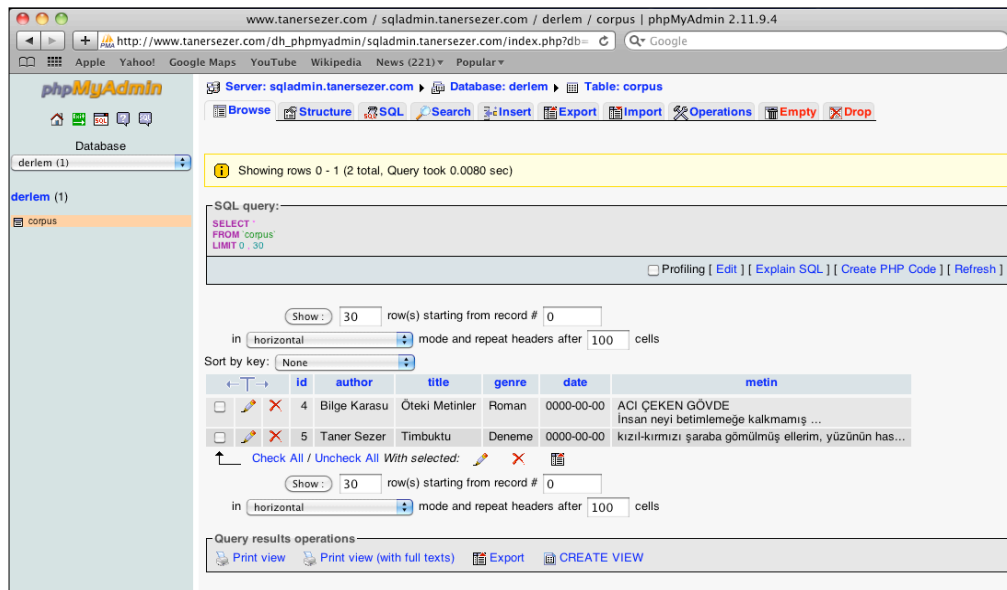 www.tanersezer.com / sqladmin.tanersezer.com / derlem / corpus | phpMyAdmin 2.11.9.4
http://www.tanersezer.com/dh_phpmyadmin/sqladmin.tanersezer.com/index.php?db=
Google
Apple Yahoo! Google Maps YouTube Wikipedia News (221) Popular
phpMyAdmin
Database
derlem (1)
derlem (1)
corpus
Server: sqladmin.tanersezer.com Database: derlem Table: corpus
Browse Structure SQL Search Insert Export Import Operations Empty Drop
Showing rows 0 - 1 (2 total, Query took 0.0080 sec)
SQL query:
SELECT *
FROM `corpus`
LIMIT 0 , 30
Profiling [ Edit ] [ Explain SQL ] [ Create PHP Code ] [ Refresh ]
Show : 30 row(s) starting from record # 0
in horizontal mode and repeat headers after 100 cells
Sort by key: None
←T→ id author title genre date metin
4 Bilge Karasu Öteki Metinler Roman 0000-00-00 ACI ÇEKEN GÖVDE
İnsan neyi betimlemeğe kalkmamış ...
5 Taner Sezer Timbuktu Deneme 0000-00-00 kızıl-kırmızı şaraba gömülmüş ellerim, yüzünün has...
Check All / Uncheck All With selected:
Show : 30 row(s) starting from record # 0
in horizontal mode and repeat headers after 100 cells
Query results operations
Print view Print view (with full texts) Export CREATE VIEW